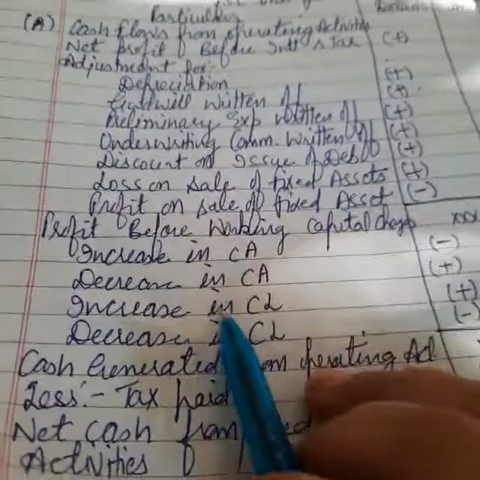 Particulars
(A) Cash flows from operating Activities
Net Profit Before Intt & Tax
Adjustment for:
Depreciation (+)
Goodwill written off (+)
Preliminary Exp written off (+)
Underwriting Comm. written off (+)
Discount on Issue of Deb (+)
Loss on sale of fixed Assets (+)
Profit on sale of fixed Asset (-)
Profit Before Working Capital chags xxx
Increase in CA (-)
Decrease in CA (+)
Increase in CL (+)
Decrease in CL (-)
Cash Generated from operating Act
Less:- Tax paid
Net cash from
Activities